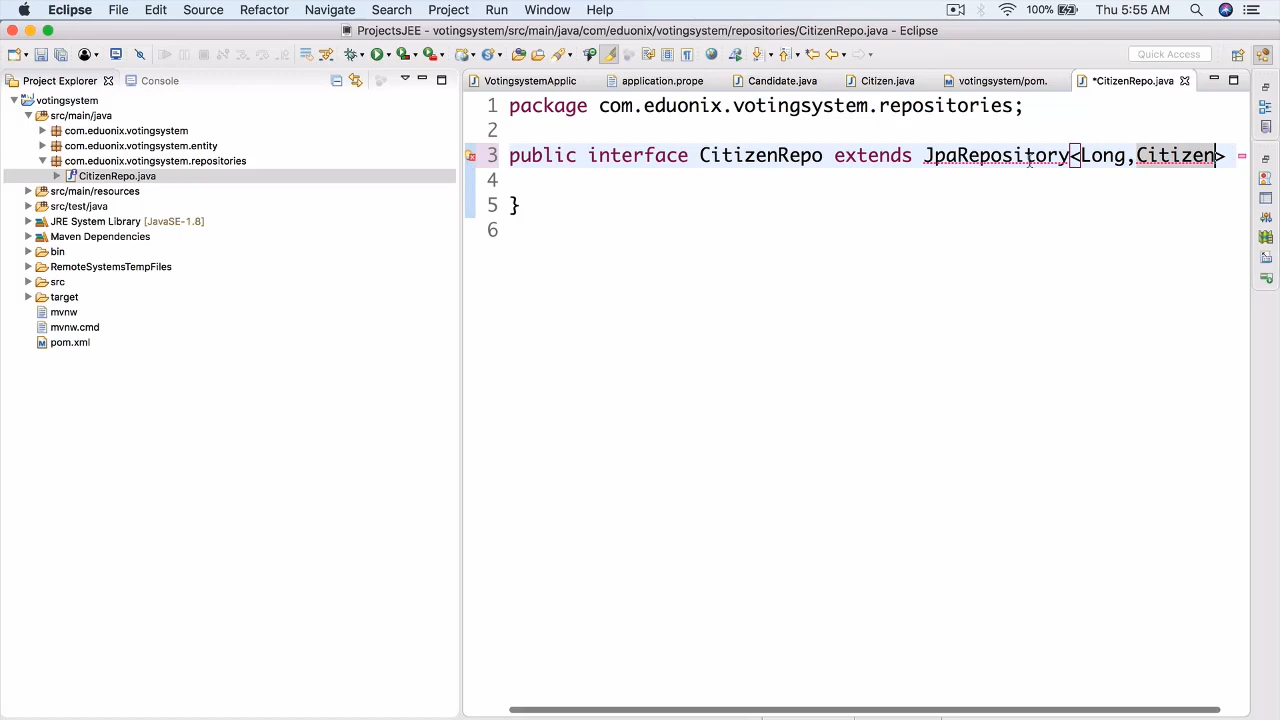 Eclipse File Edit Source Refactor Navigate Search Project Run Window Help 100% Thu 5:55 AM
ProjectsJEE - votingsystem/src/main/java/com/eduonix/votingsystem/repositories/CitizenRepo.java - Eclipse
Quick Access
Project Explorer Console
VotingsystemApplic application.prope Candidate.java Citizen.java votingsystem/pom. *CitizenRepo.java
votingsystem
src/main/java
com.eduonix.votingsystem
com.eduonix.votingsystem.entity
com.eduonix.votingsystem.repositories
CitizenRepo.java
src/main/resources
src/test/java
JRE System Library [JavaSE-1.8]
Maven Dependencies
bin
RemoteSystemsTempFiles
src
target
mvnw
mvnw.cmd
pom.xml
1 package com.eduonix.votingsystem.repositories;
2
3 public interface CitizenRepo extends JpaRepository<Long,Citizen>
4
5 }
6